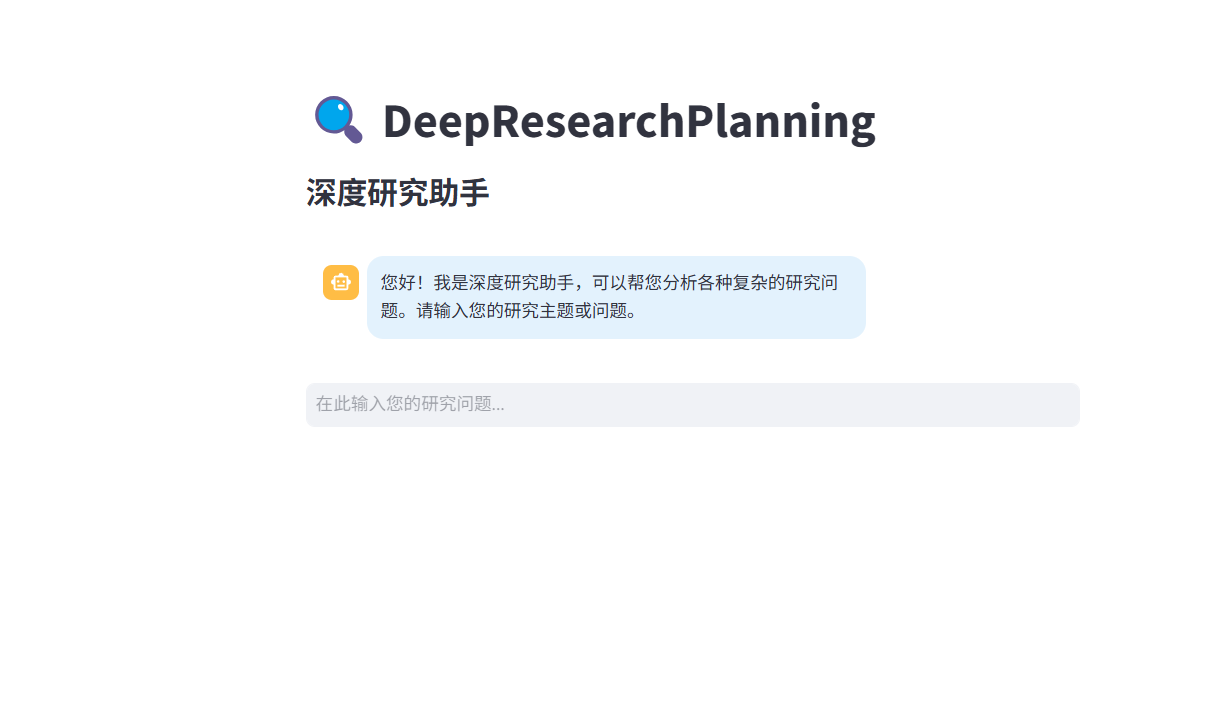 DeepResearchPlanning
深度研究助手
您好！我是深度研究助手，可以帮您分析各种复杂的研究问
题。请输入您的研究主题或问题。
在此输入您的研究问题...